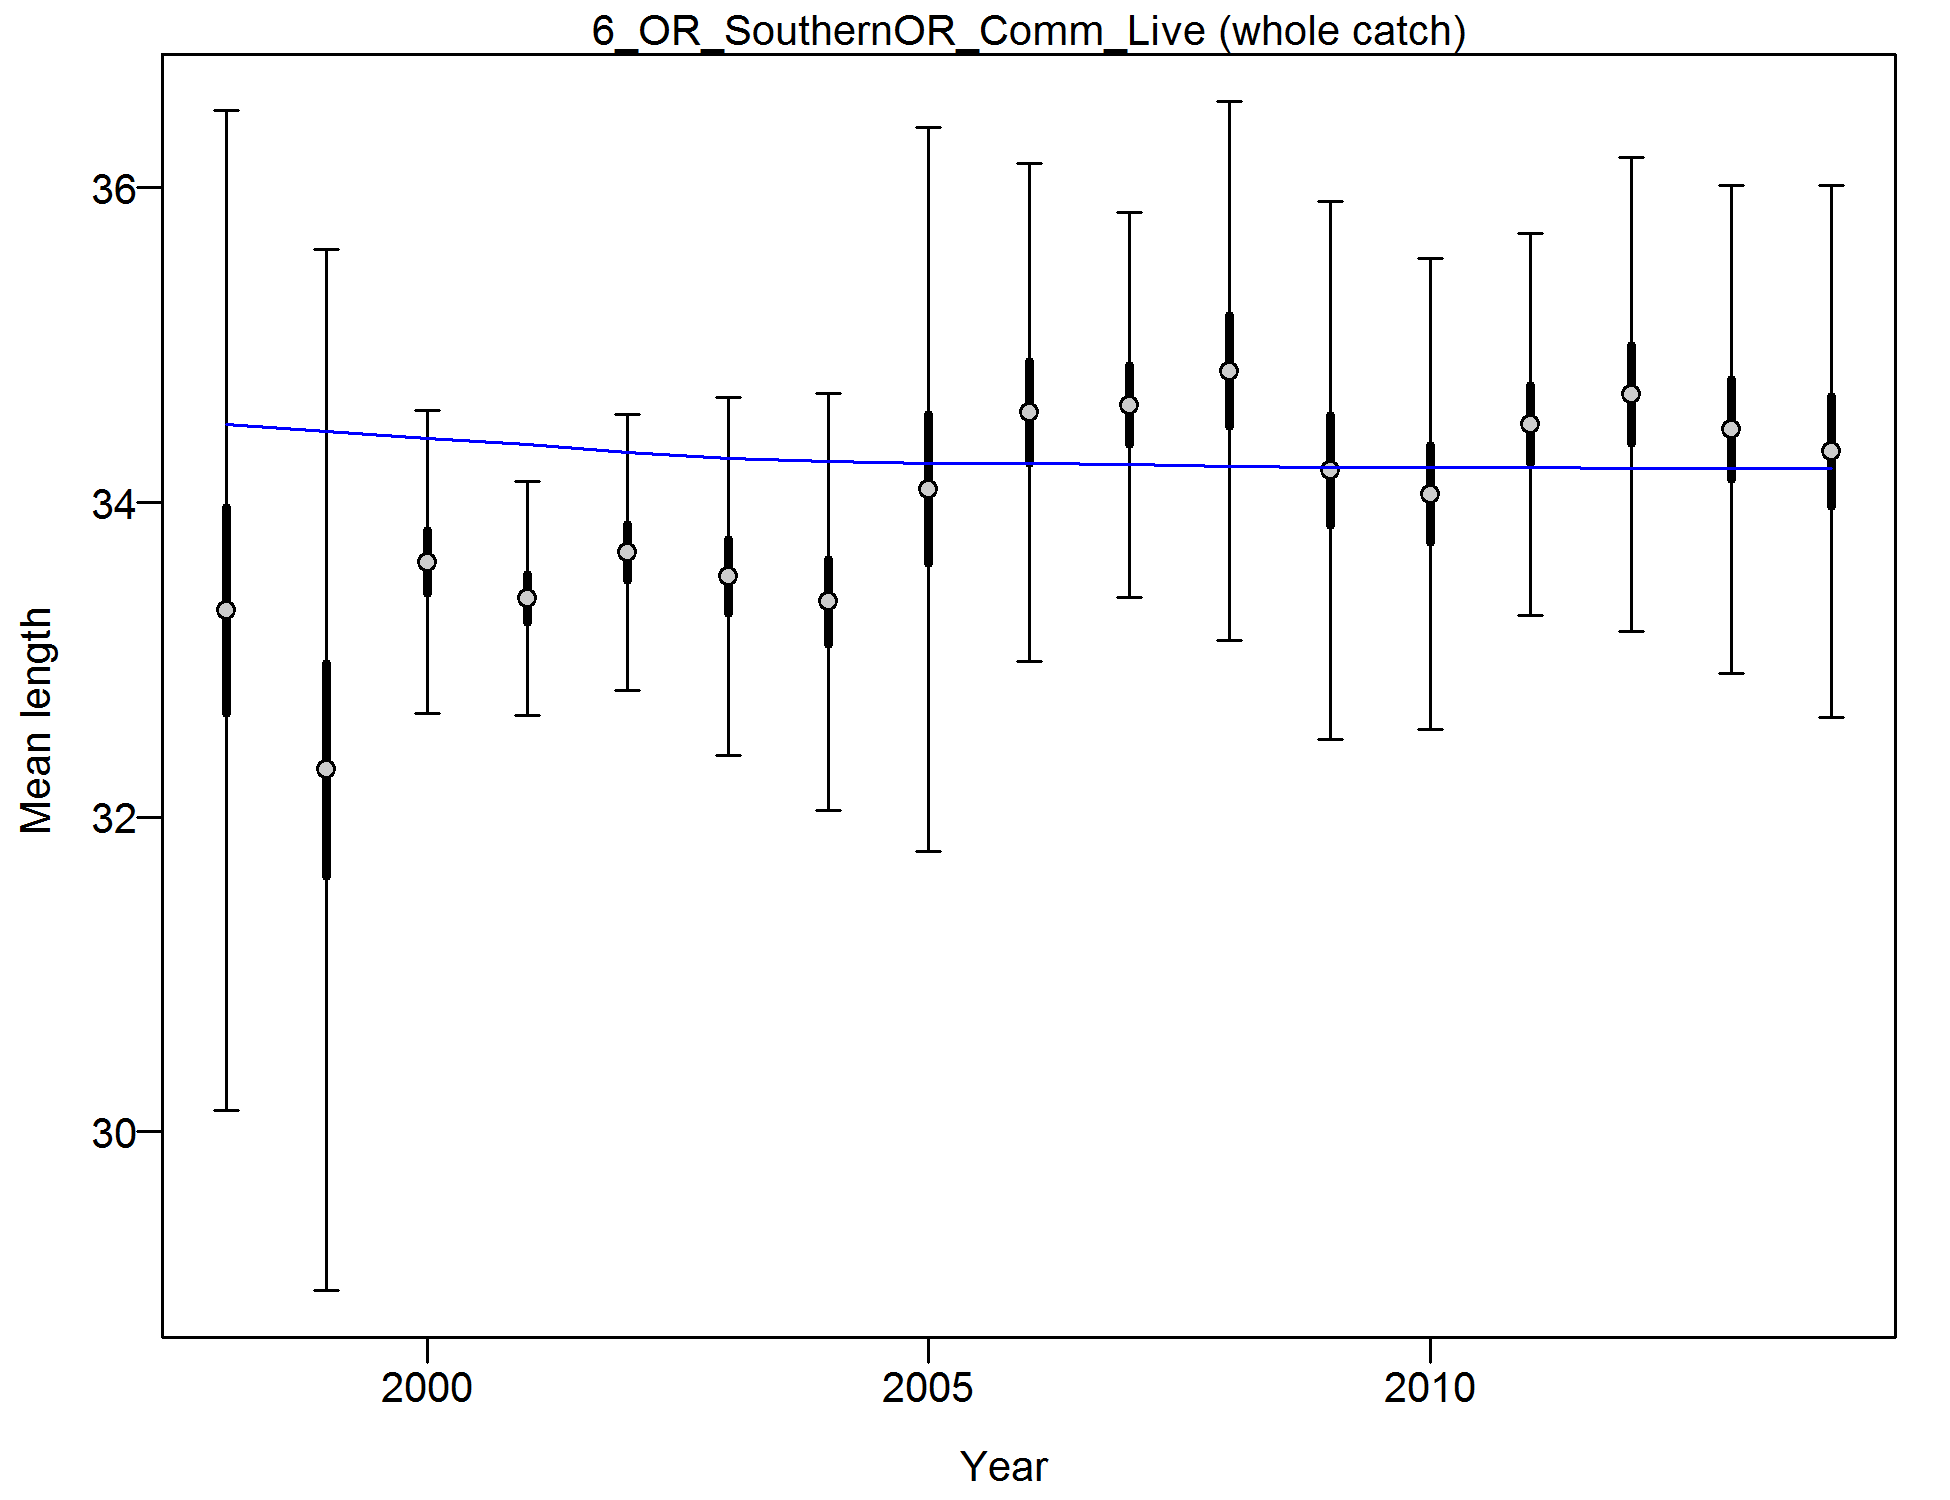 6_OR_SouthernOR_Comm_Live (whole catch)
36
34
32
30
Mean length
2000
2005
2010
Year